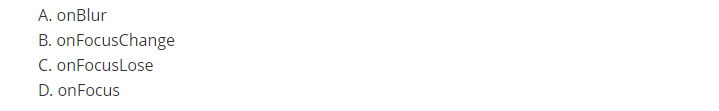 A. onBlur
B. onFocusChange
C. onFocusLose
D. onFocus